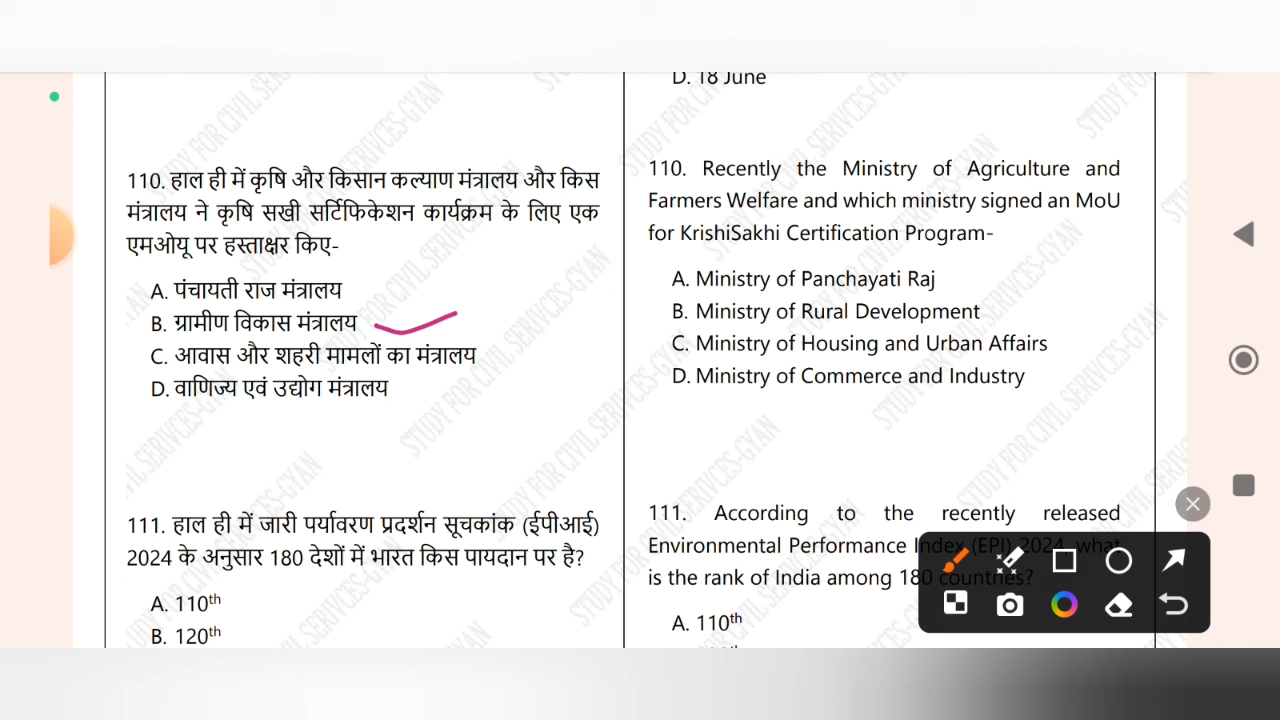 110. हाल ही में कृषि और किसान कल्याण मंत्रालय और किस
मंत्रालय ने कृषि सखी सर्टिफिकेशन कार्यक्रम के लिए एक
एमओयू पर हस्ताक्षर किए-
A. पंचायती राज मंत्रालय
B. ग्रामीण विकास मंत्रालय
C. आवास और शहरी मामलों का मंत्रालय
D. वाणिज्य एवं उद्योग मंत्रालय
111. हाल ही में जारी पर्यावरण प्रदर्शन सूचकांक (ईपीआई)
2024 के अनुसार 180 देशों में भारत किस पायदान पर है?
A. 110th
B. 120th
D. 18 June
110. Recently the Ministry of Agriculture and
Farmers Welfare and which ministry signed an MoU
for KrishiSakhi Certification Program-
A. Ministry of Panchayati Raj
B. Ministry of Rural Development
C. Ministry of Housing and Urban Affairs
D. Ministry of Commerce and Industry
111. According to the recently released
Environmental Performance Index (EPI) 2024, what
is the rank of India among 180 countries?
A. 110th
STUDY FOR CIVIL SERIVCES-GYAN